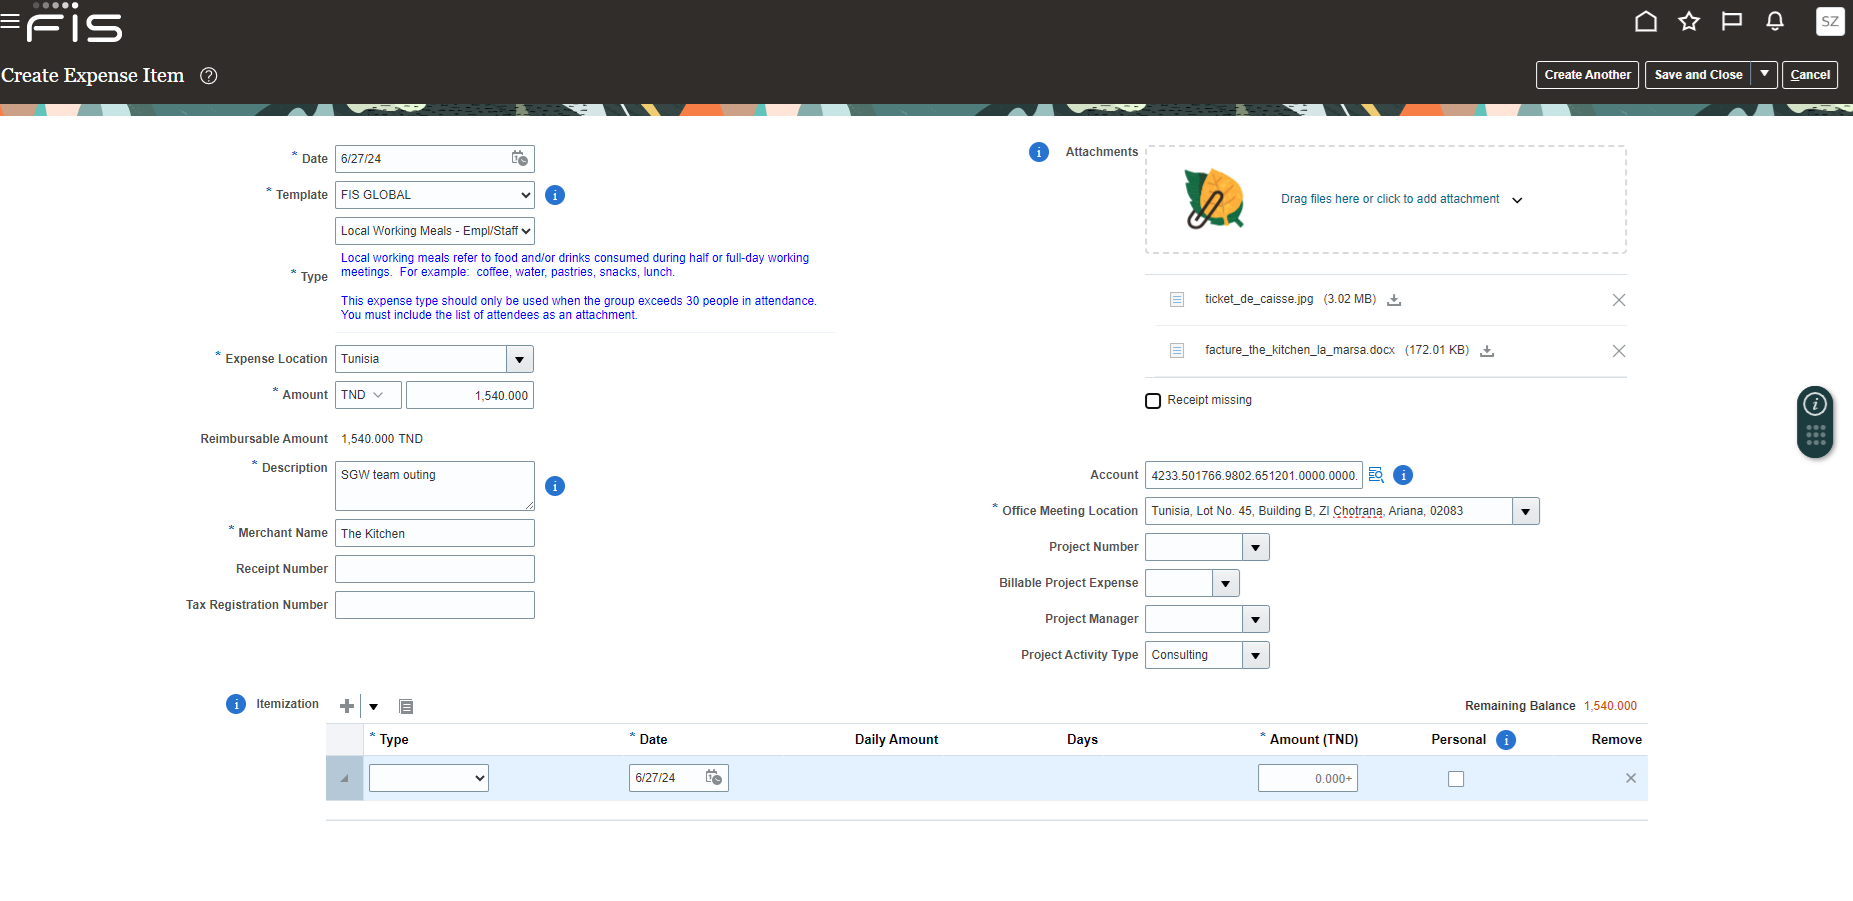 FIS
SZ
Create Expense Item ?
Create Another
Save and Close
Cancel
* Date 6/27/24
* Template FIS GLOBAL
Local Working Meals - Empl/Staff
* Type
Local working meals refer to food and/or drinks consumed during half or full-day working
meetings. For example: coffee, water, pastries, snacks, lunch.
This expense type should only be used when the group exceeds 30 people in attendance.
You must include the list of attendees as an attachment.
* Expense Location Tunisia
* Amount TND 1,540.000
Reimbursable Amount 1,540.000 TND
* Description SGW team outing
* Merchant Name The Kitchen
Receipt Number
Tax Registration Number
Attachments
Drag files here or click to add attachment
ticket_de_caisse.jpg (3.02 MB)
facture_the_kitchen_la_marsa.docx (172.01 KB)
Receipt missing
Account 4233.501766.9802.651201.0000.0000.
* Office Meeting Location Tunisia, Lot No. 45, Building B, ZI Chotrana, Ariana, 02083
Project Number
Billable Project Expense
Project Manager
Project Activity Type Consulting
Itemization
Remaining Balance 1,540.000
* Type * Date Daily Amount Days * Amount (TND) Personal Remove
6/27/24 0.000+